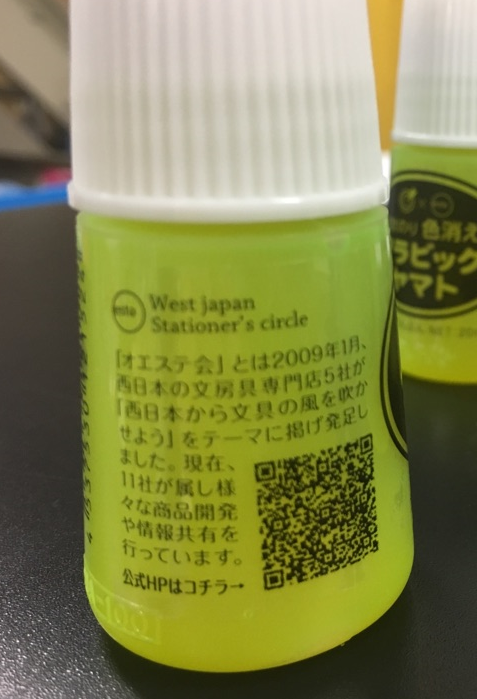 West japan
Stationer's circle
「オエステ会」とは2009年1月、
西日本の文房具専門店5社が
「西日本から文具の風を吹か
せよう」をテーマに掲げ発足し
ました。現在、
11社が属し様
々な商品開発
や情報共有を
行っています。
公式HPはコチラ→
色消え
ラビック
ヤマト